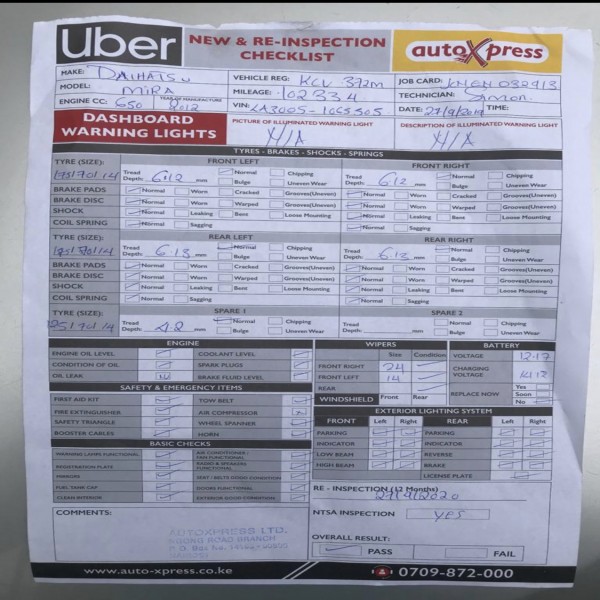 Uber
NEW & RE-INSPECTION CHECKLIST
autoXpress
MAKE: DAIHATSU
VEHICLE REG: KCU 372M
JOB CARD:
MODEL: MIRA
MILEAGE: 102334
TECHNICIAN: Simon
ENGINE CC: 650
YEAR OF MANUFACTURE 2012
VIN:
DATE: 27/9/2019 TIME:
DASHBOARD WARNING LIGHTS
PICTURE OF ILLUMINATED WARNING LIGHT
N/A
DESCRIPTION OF ILLUMINATED WARNING LIGHT
N/A
TYRES - BRAKES - SHOCKS - SPRINGS
TYRE (SIZE): FRONT LEFT FRONT RIGHT
175/70/14 Tread Depth: 6.12 mm Normal Chipping Tread Depth: 6.12 mm Normal Chipping
Bulge Uneven Wear Bulge Uneven Wear
BRAKE PADS Normal Worn Cracked Grooves(Uneven) Normal Worn Cracked Grooves(Uneven)
BRAKE DISC Normal Worn Warped Grooves(Uneven) Normal Worn Warped Grooves(Uneven)
SHOCK Normal Leaking Bent Loose Mounting Normal Leaking Bent Loose Mounting
COIL SPRING Normal Sagging Normal Sagging
TYRE (SIZE): REAR LEFT REAR RIGHT
175/70/14 Tread Depth: 6.13 mm Normal Chipping Tread Depth: 6.13 mm Normal Chipping
Bulge Uneven Wear Bulge Uneven Wear
BRAKE PADS Normal Worn Cracked Grooves(Uneven) Normal Worn Cracked Grooves(Uneven)
BRAKE DISC Normal Worn Warped Grooves(Uneven) Normal Worn Warped Grooves(Uneven)
SHOCK Normal Leaking Bent Loose Mounting Normal Leaking Bent Loose Mounting
COIL SPRING Normal Sagging Normal Sagging
TYRE (SIZE): SPARE 1 SPARE 2
175/70/14 Tread Depth: mm Normal Chipping Tread Depth: mm Normal Chipping
Bulge Uneven Wear Bulge Uneven Wear
ENGINE
ENGINE OIL LEVEL COOLANT LEVEL
CONDITION OF OIL SPARK PLUGS
OIL LEAK BRAKE FLUID LEVEL
SAFETY & EMERGENCY ITEMS
FIRST AID KIT TOW BELT
FIRE EXTINGUISHER AIR COMPRESSOR
SAFETY TRIANGLE WHEEL SPANNER
BOOSTER CABLES HORN
BASIC CHECKS
WARNING LAMPS FUNCTIONAL AIR CONDITIONER / FAN FUNCTIONAL
REGISTRATION PLATE RADIO & SPEAKERS FUNCTIONAL
MIRRORS SEAT / BELTS GOOD CONDITION
FUEL TANK CAP DOORS FUNCTIONAL
CLEAN INTERIOR EXTERIOR GOOD CONDITION
COMMENTS:
AUTOXPRESS LTD.
NGONG ROAD BRANCH
WIPERS
Size Condition
FRONT RIGHT 24
FRONT LEFT 14
REAR
WINDSHIELD Front Rear
BATTERY
VOLTAGE 12.17
CHARGING VOLTAGE 14.12
REPLACE NOW Yes Soon No
EXTERIOR LIGHTING SYSTEM
FRONT Left Right REAR Left Right
PARKING PARKING
INDICATOR INDICATOR
LOW BEAM REVERSE
HIGH BEAM BRAKE
LICENSE PLATE
RE - INSPECTION (12 Months)
27/9/2020
NTSA INSPECTION yes
OVERALL RESULT:
PASS FAIL
www.auto-xpress.co.ke
0709-872-000